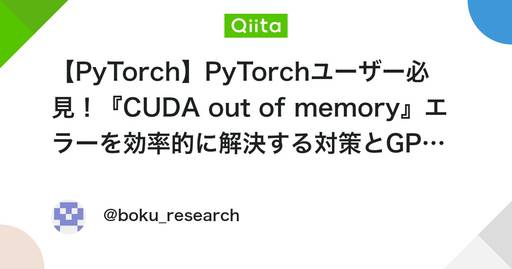 Qiita
【PyTorch】PyTorchユーザー必
見！『CUDA out of memory』エ
ラーを効率的に解決する対策とGP…
@boku_research